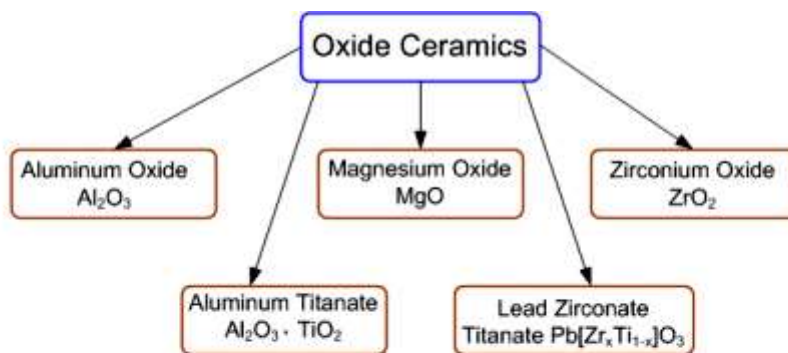 Oxide Ceramics
Aluminum Oxide
Al₂O₃
Magnesium Oxide
MgO
Zirconium Oxide
ZrO₂
Aluminum Titanate
Al₂O₃ · TiO₂
Lead Zirconate
Titanate Pb[ZrₓTi₁₋ₓ]O₃